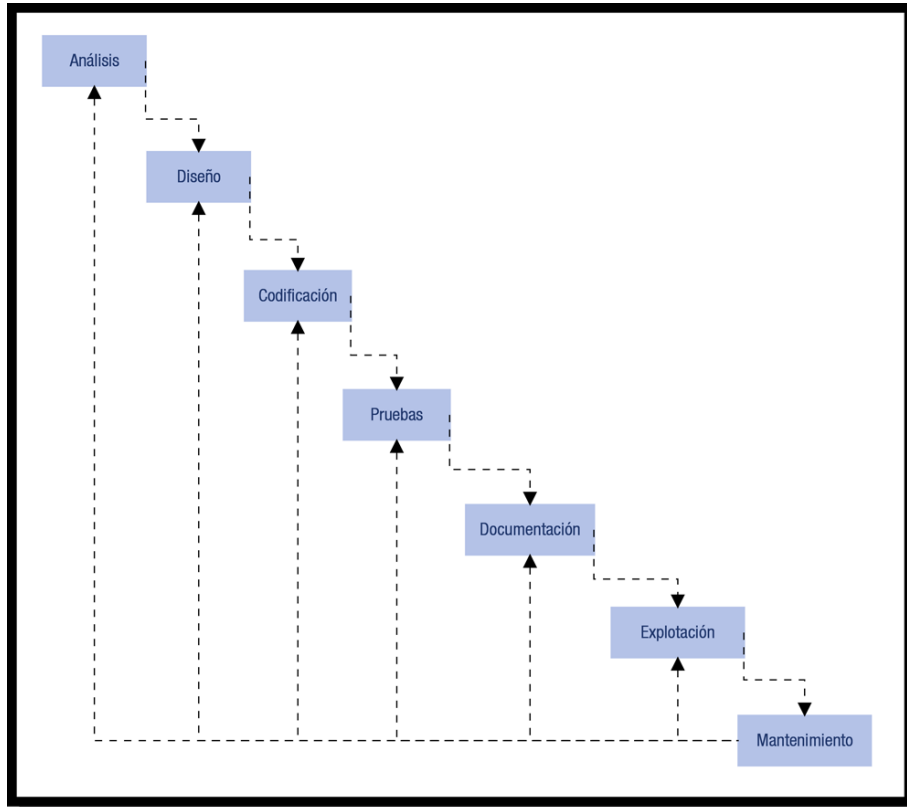 Análisis
Diseño
Codificación
Pruebas
Documentación
Explotación
Mantenimiento